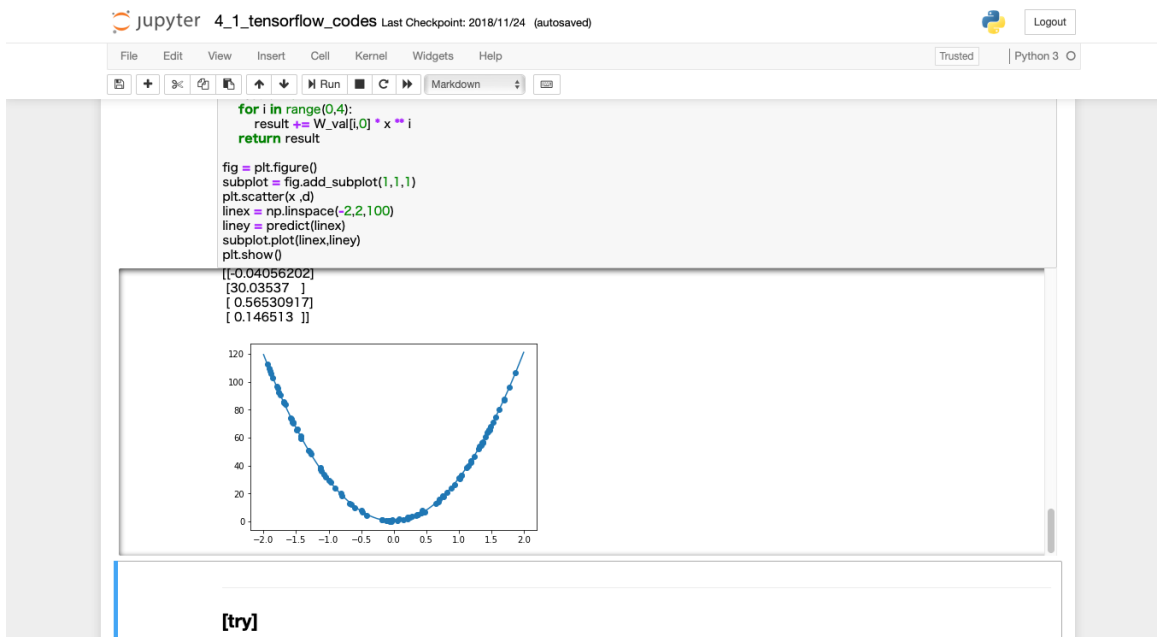 jupyter 4_1_tensorflow_codes Last Checkpoint: 2018/11/24 (autosaved)
Logout
File Edit View Insert Cell Kernel Widgets Help
Trusted Python 3
Run Markdown
for i in range(0,4):
result += W_val[i,0] * x ** i
return result
fig = plt.figure()
subplot = fig.add_subplot(1,1,1)
plt.scatter(x ,d)
linex = np.linspace(-2,2,100)
liney = predict(linex)
subplot.plot(linex,liney)
plt.show()
[[-0.04056202]
[30.03537 ]
[ 0.56530917]
[ 0.146513 ]]
120
100
80
60
40
20
0
−2.0 −1.5 −1.0 −0.5 0.0 0.5 1.0 1.5 2.0
[try]